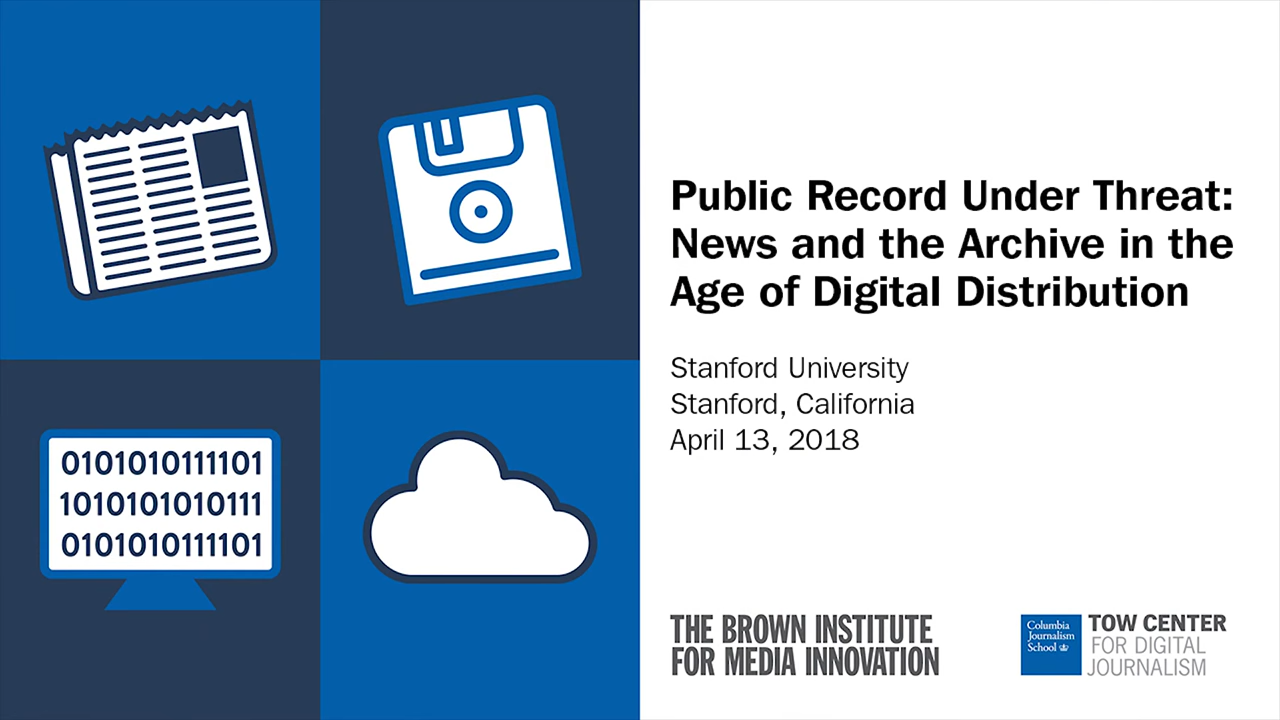 Public Record Under Threat:
News and the Archive in the
Age of Digital Distribution
Stanford University
Stanford, California
April 13, 2018
0101010111101
1010101010111
0101010111101
THE BROWN INSTITUTE
FOR MEDIA INNOVATION
Columbia
Journalism
School
TOW CENTER
FOR DIGITAL
JOURNALISM